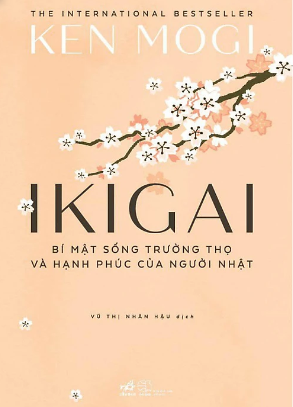 THE INTERNATIONAL BESTSELLER
KEN MOGI
IKIGAI
BÍ MẬT SỐNG TRƯỜNG THỌ
VÀ HẠNH PHÚC CỦA NGƯỜI NHẬT
VŨ THỊ NHÂM HẬU dịch